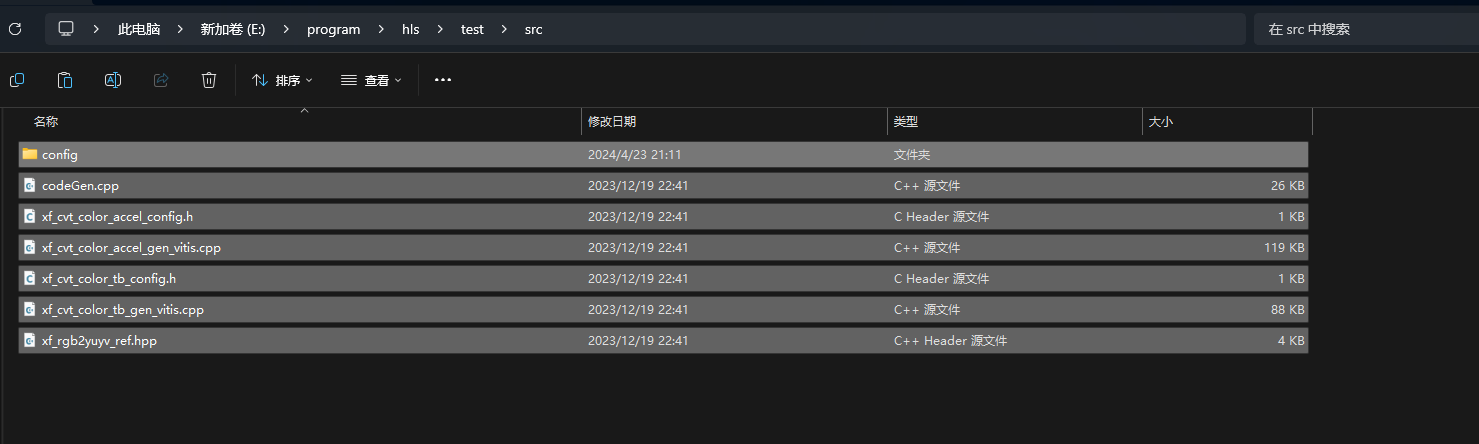 此电脑 新加卷 (E:) program hls test src 在 src 中搜索
排序 查看
名称 修改日期 类型 大小
config 2024/4/23 21:11 文件夹
codeGen.cpp 2023/12/19 22:41 C++ 源文件 26 KB
xf_cvt_color_accel_config.h 2023/12/19 22:41 C Header 源文件 1 KB
xf_cvt_color_accel_gen_vitis.cpp 2023/12/19 22:41 C++ 源文件 119 KB
xf_cvt_color_tb_config.h 2023/12/19 22:41 C Header 源文件 1 KB
xf_cvt_color_tb_gen_vitis.cpp 2023/12/19 22:41 C++ 源文件 88 KB
xf_rgb2yuyv_ref.hpp 2023/12/19 22:41 C++ Header 源文件 4 KB